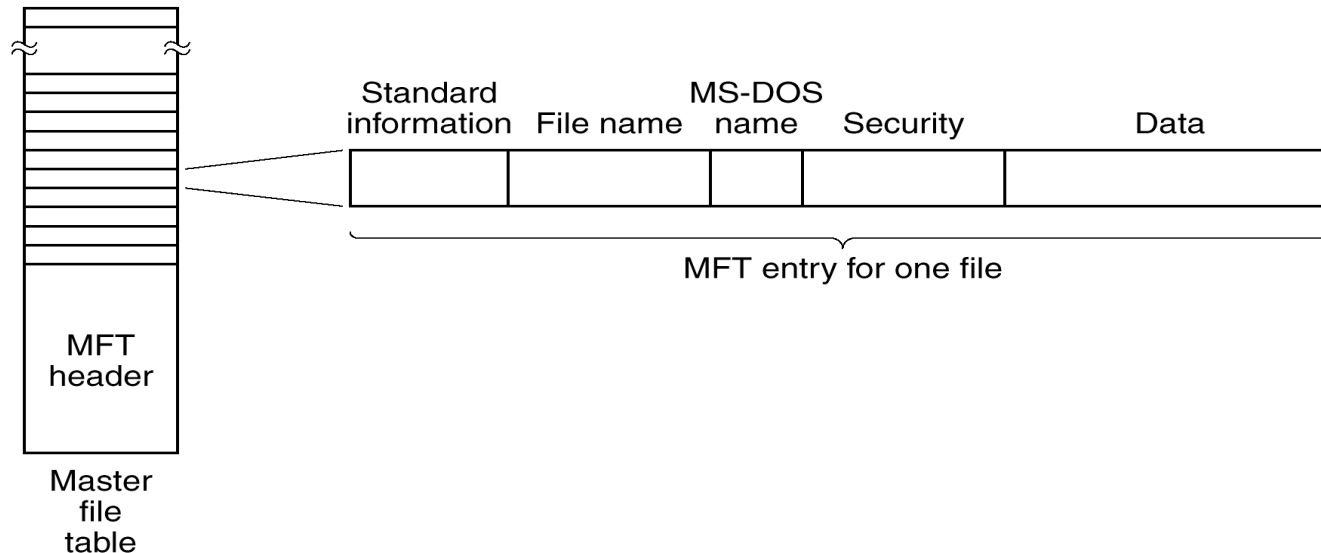 Standard
information
File name
MS-DOS
name
Security
Data
MFT entry for one file
MFT
header
Master
file
table